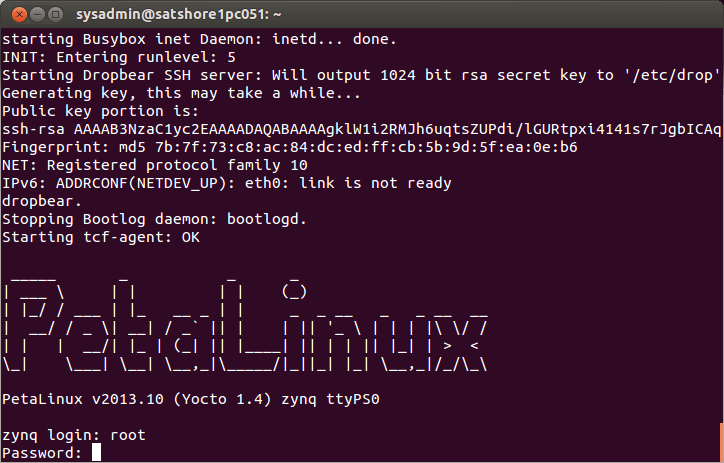 sysadmin@satshore1pc051: ~
starting Busybox inet Daemon: inetd... done.
INIT: Entering runlevel: 5
Starting Dropbear SSH server: Will output 1024 bit rsa secret key to '/etc/drop'
Generating key, this may take a while...
Public key portion is:
ssh-rsa AAAAB3NzaC1yc2EAAAADAQABAAAAgklW1i2RMJh6uqtsZUPdi/lGURtpxi4141s7rJgbICAq
Fingerprint: md5 7b:7f:73:c8:ac:84:dc:ed:ff:cb:5b:9d:5f:ea:0e:b6
NET: Registered protocol family 10
IPv6: ADDRCONF(NETDEV_UP): eth0: link is not ready
dropbear.
Stopping Bootlog daemon: bootlogd.
Starting tcf-agent: OK
PetaLinux
PetaLinux v2013.10 (Yocto 1.4) zynq ttyPS0
zynq login: root
Password: